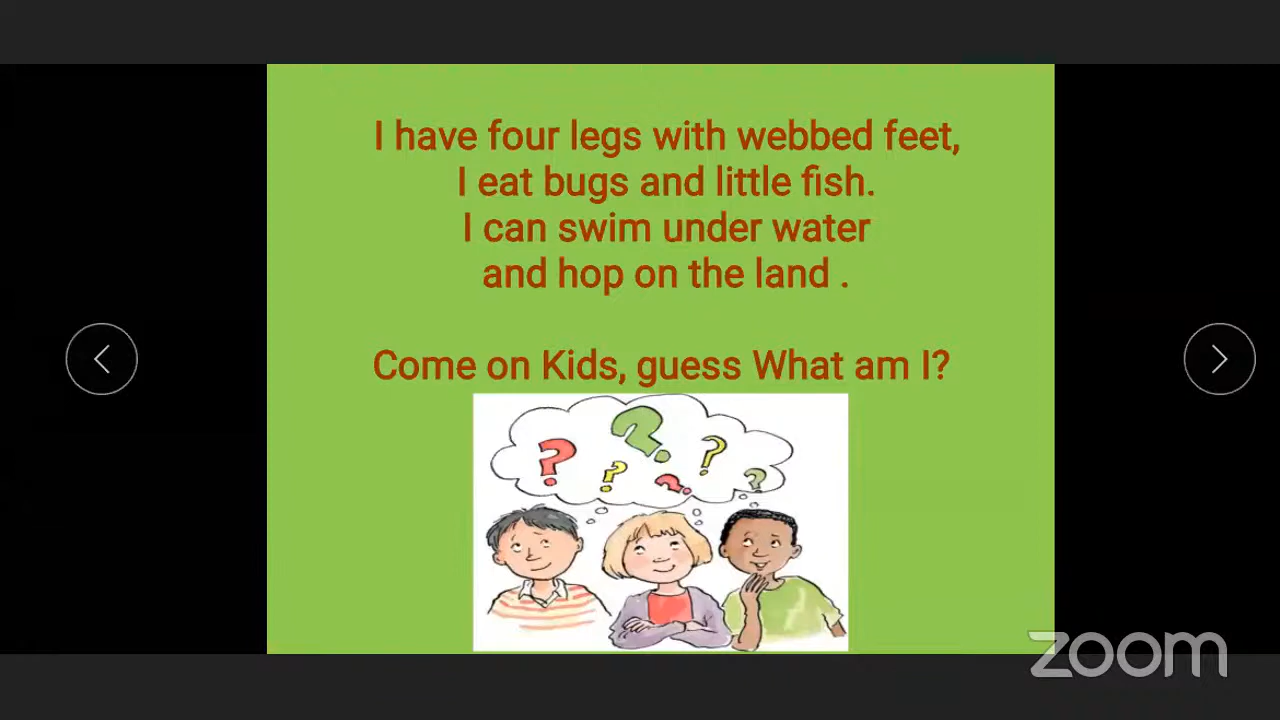 I have four legs with webbed feet,
I eat bugs and little fish.
I can swim under water
and hop on the land .
Come on Kids, guess What am I?
? ? ? ? ? ?
zoom